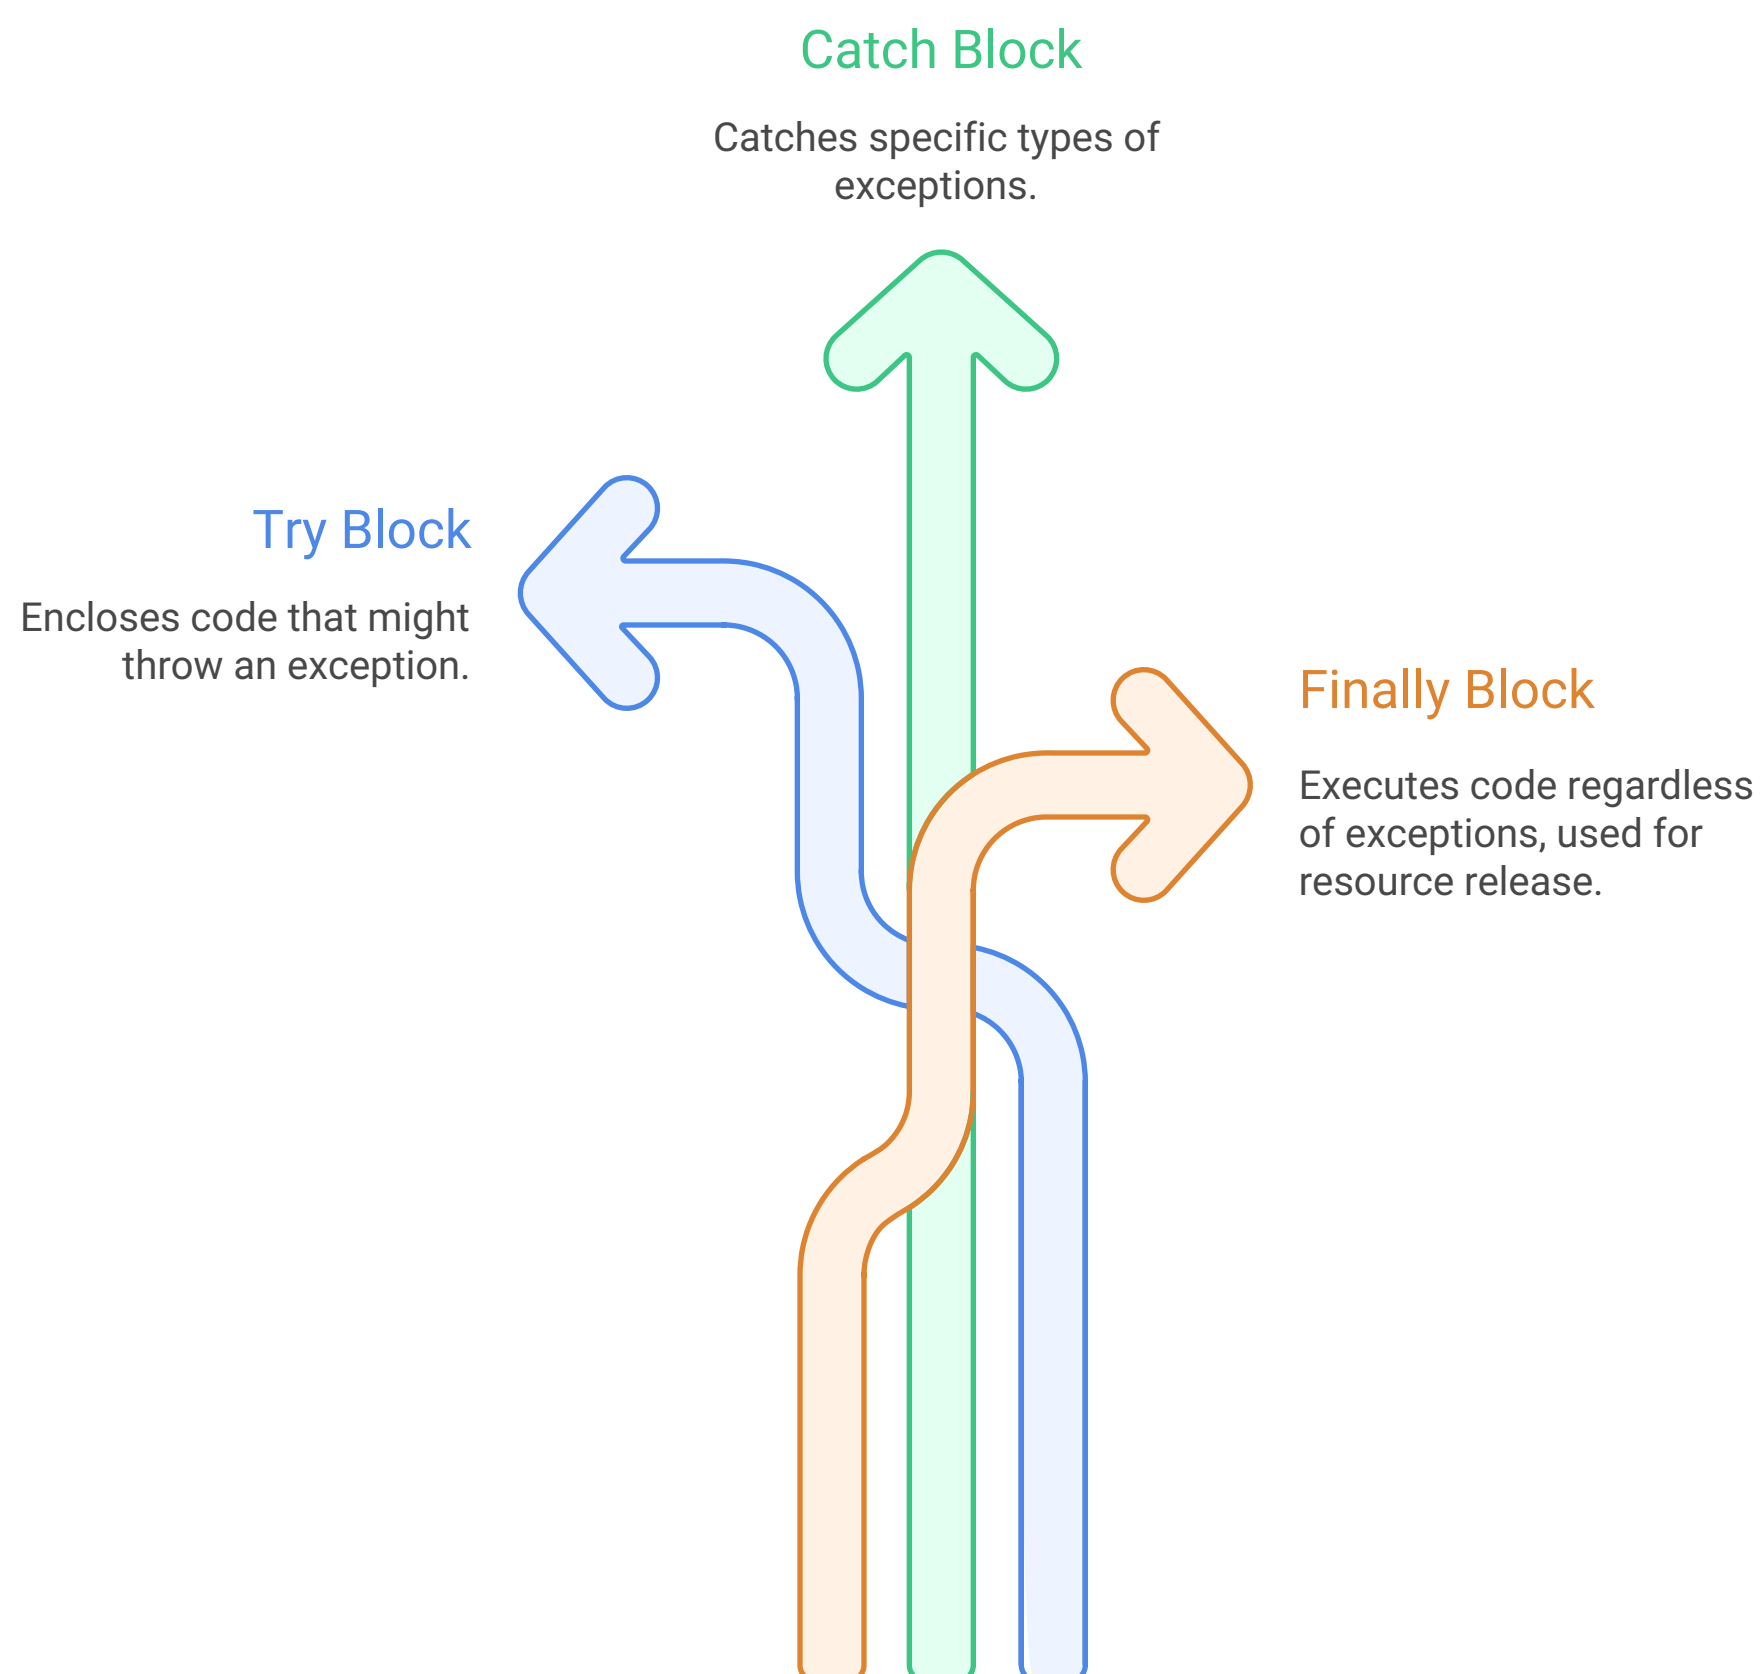 Catch Block
Catches specific types of
exceptions.
Try Block
Encloses code that might
throw an exception.
Finally Block
Executes code regardless
of exceptions, used for
resource release.